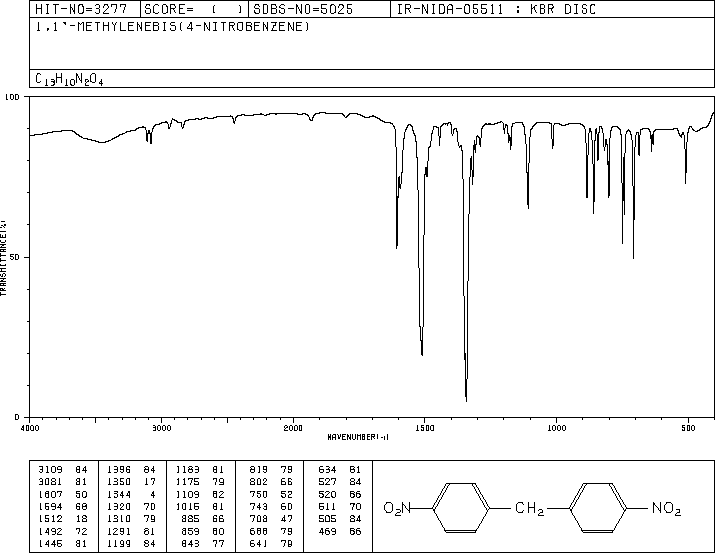 HIT-NO=3277 SCORE= ( ) SDBS-NO=5025 IR-NIDA-05511 : KBR DISC
1,1'-METHYLENEBIS(4-NITROBENZENE)
C13H10N2O4
100
50
0
TRANSMITTANCE(%)
4000 3000 2000 1500 1000 500
WAVENUMBER(-1)
3109 84 1396 84 1183 81 819 79 634 81
3081 81 1350 17 1175 79 802 66 527 84
1607 50 1344 4 1109 62 750 52 520 86
1594 68 1320 70 1015 81 743 60 511 70
1512 18 1310 79 885 66 708 47 505 84
1492 72 1291 81 859 60 688 79 469 86
1446 81 1199 84 843 77 641 79
O2N CH2 NO2